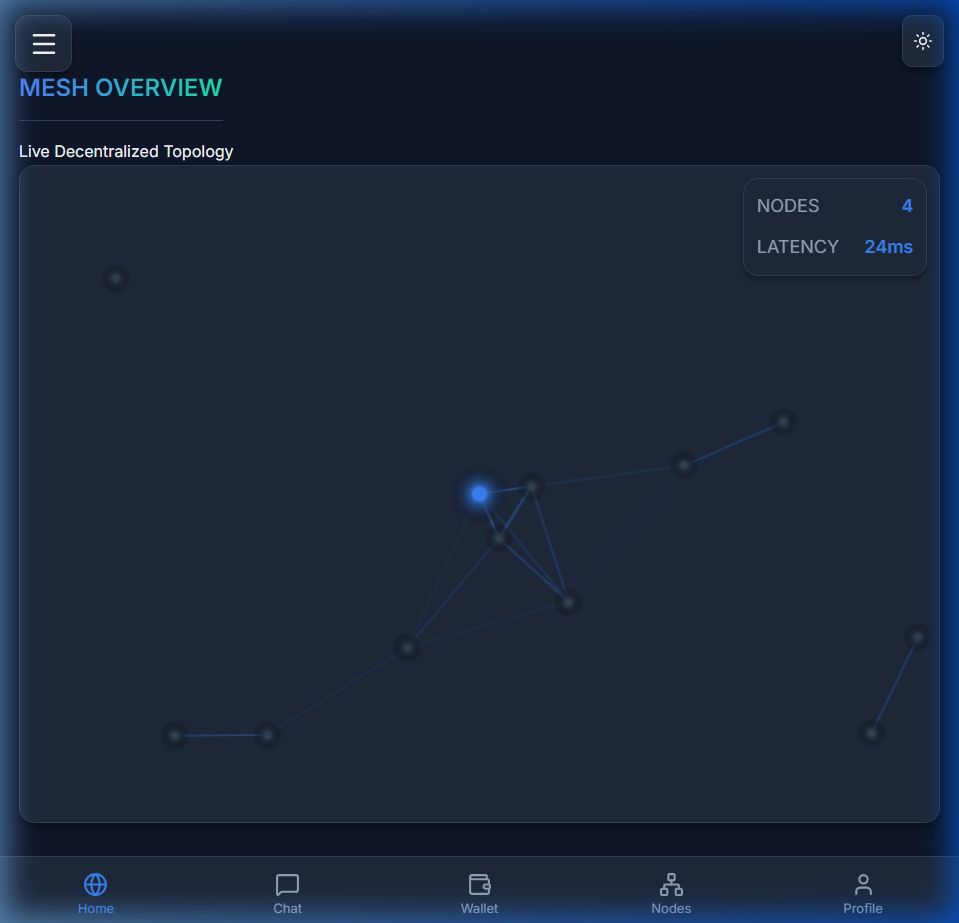 MESH OVERVIEW
Live Decentralized Topology
NODES 4
LATENCY 24ms
Home Chat Wallet Nodes Profile